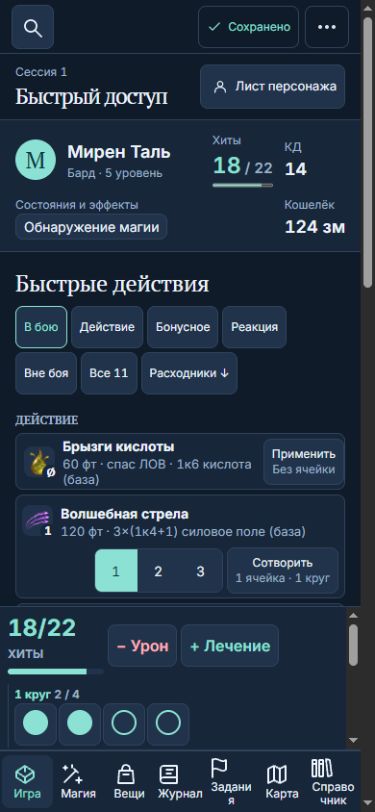 Сохранено
Сессия 1
Быстрый доступ
Лист персонажа
М
Мирен Таль
Бард · 5 уровень
Хиты
18 / 22
КД
14
Состояния и эффекты
Обнаружение магии
Кошелёк
124 зм
Быстрые действия
В бою
Действие
Бонусное
Реакция
Вне боя
Все 11
Расходники ↓
ДЕЙСТВИЕ
Ø
Брызги кислоты
60 фт · спас ЛОВ · 1к6 кислота
(база)
Применить
Без ячейки
1
Волшебная стрела
120 фт · 3×(1к4+1) силовое поле (база)
1
2
3
Сотворить
1 ячейка · 1 круг
18/22
хиты
− Урон
+ Лечение
1 круг 2 / 4
Игра
Магия
Вещи
Журнал
Задани
я
Карта
Справо
чник